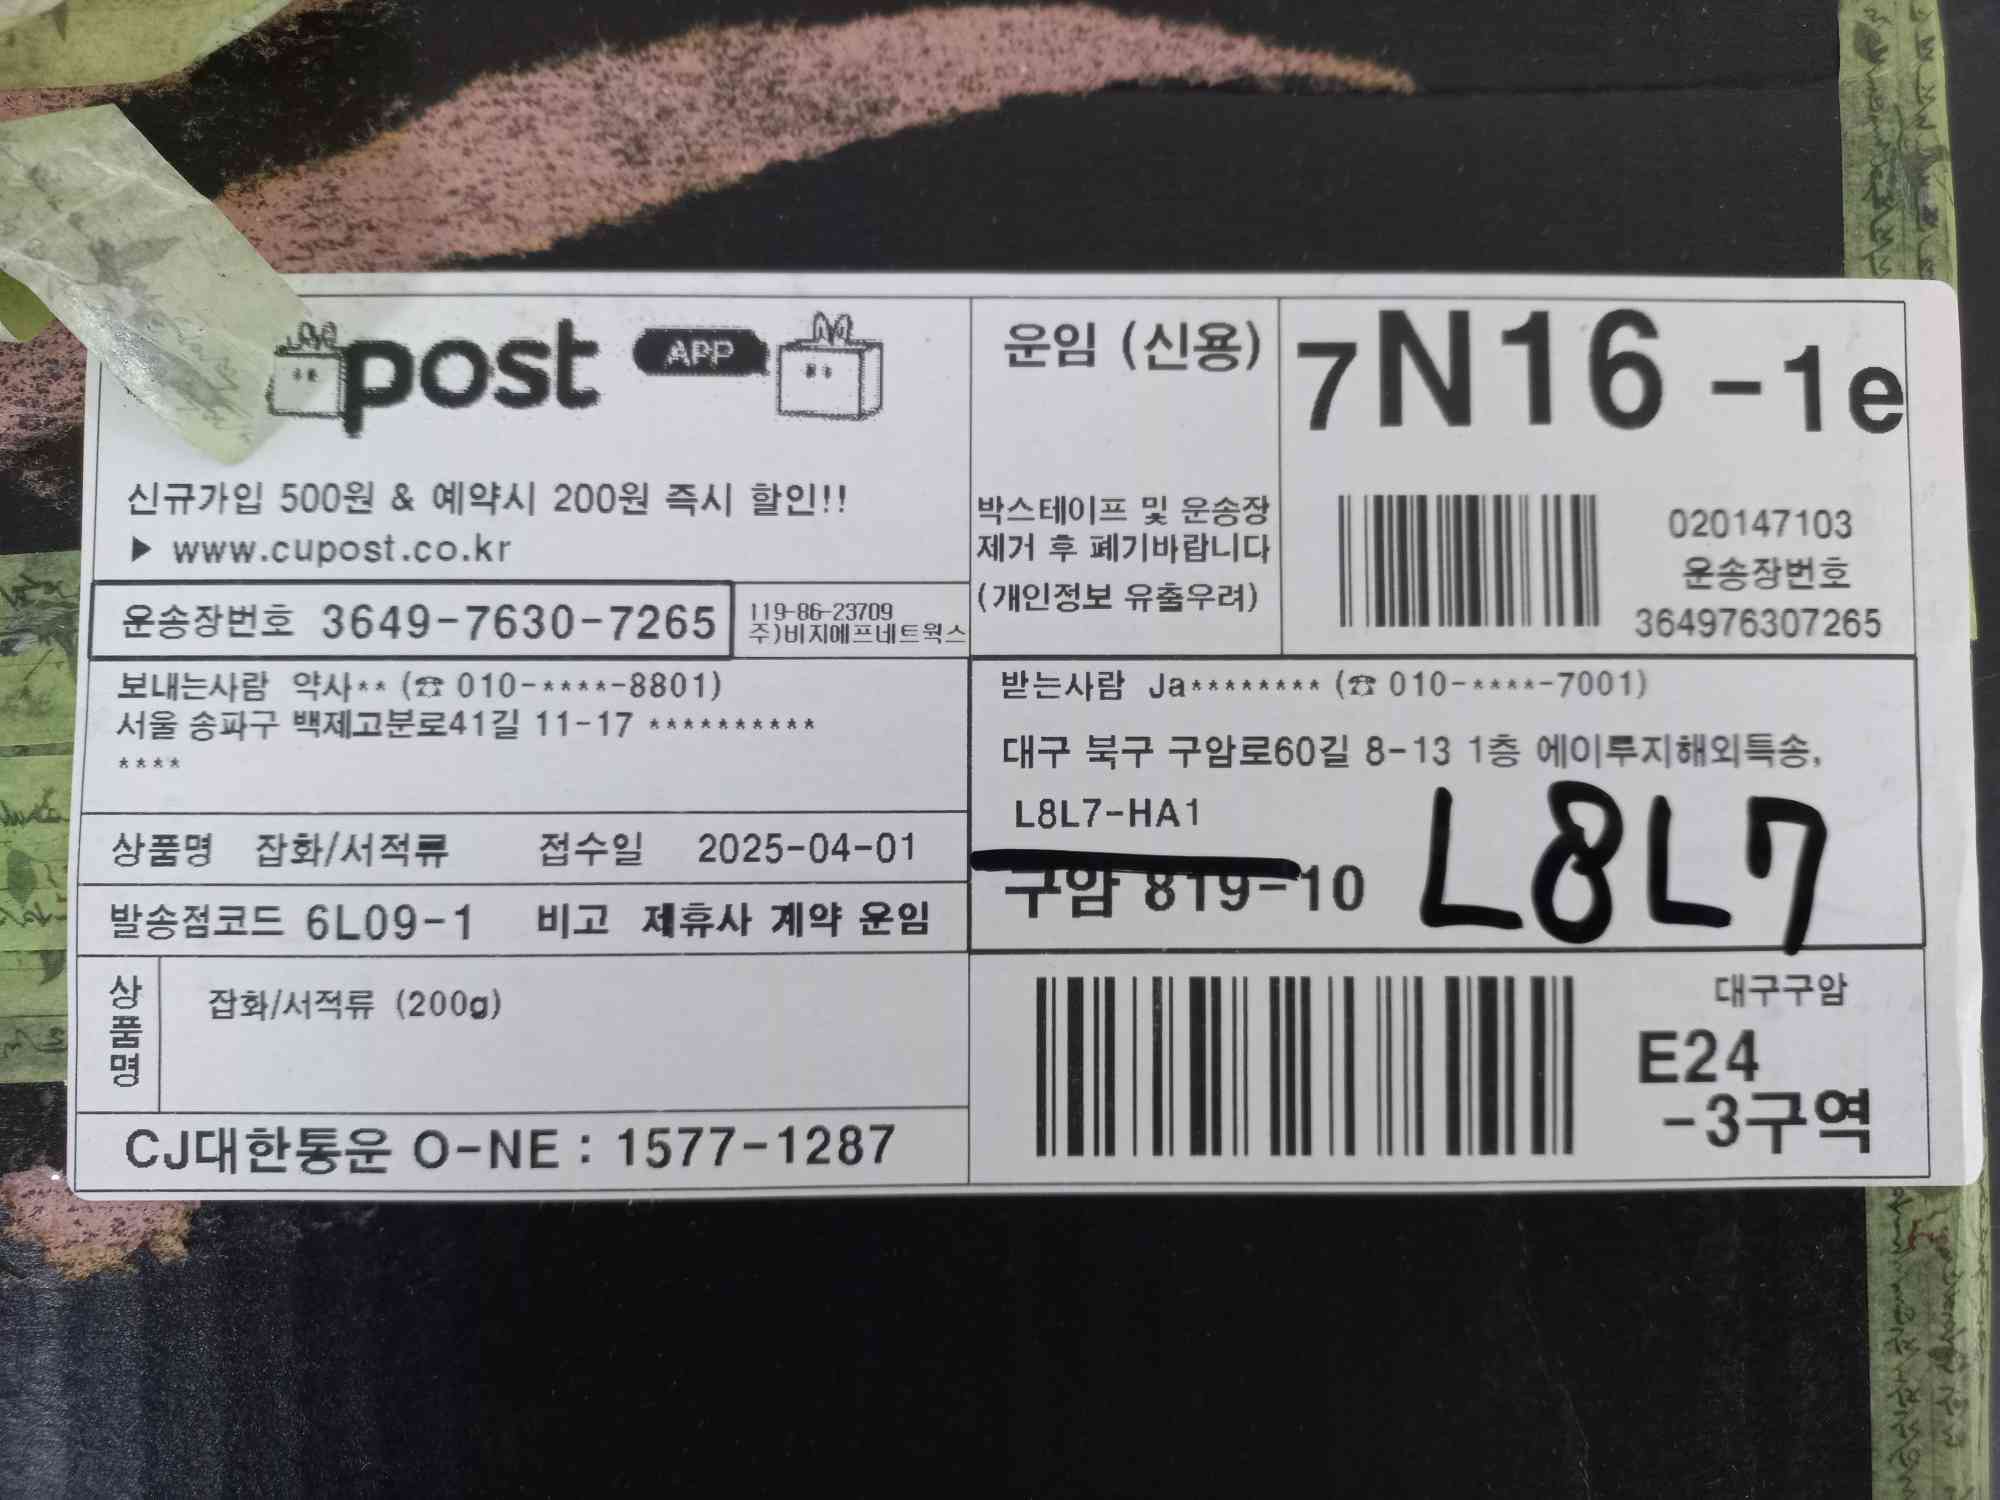 post APP
신규가입 500원 & 예약시 200원 즉시 할인!!
▶ www.cupost.co.kr
운송장번호 3649-7630-7265
119-86-23709
주)비지에프네트웍스
보내는사람 약사** (☎ 010-****-8801)
서울 송파구 백제고분로41길 11-17 **********
****
상품명 잡화/서적류 접수일 2025-04-01
발송점코드 6L09-1 비고 제휴사 계약 운임
상품명
잡화/서적류 (200g)
CJ대한통운 O-NE : 1577-1287
운임 (신용)
박스테이프 및 운송장
제거 후 폐기바랍니다
(개인정보 유출우려)
7N16-1e
020147103
운송장번호
364976307265
받는사람 Ja******** (☎ 010-****-7001)
대구 북구 구암로60길 8-13 1층 에이루지해외특송,
L8L7-HA1
구암 819-10
L8L7
대구구암
E24
-3구역